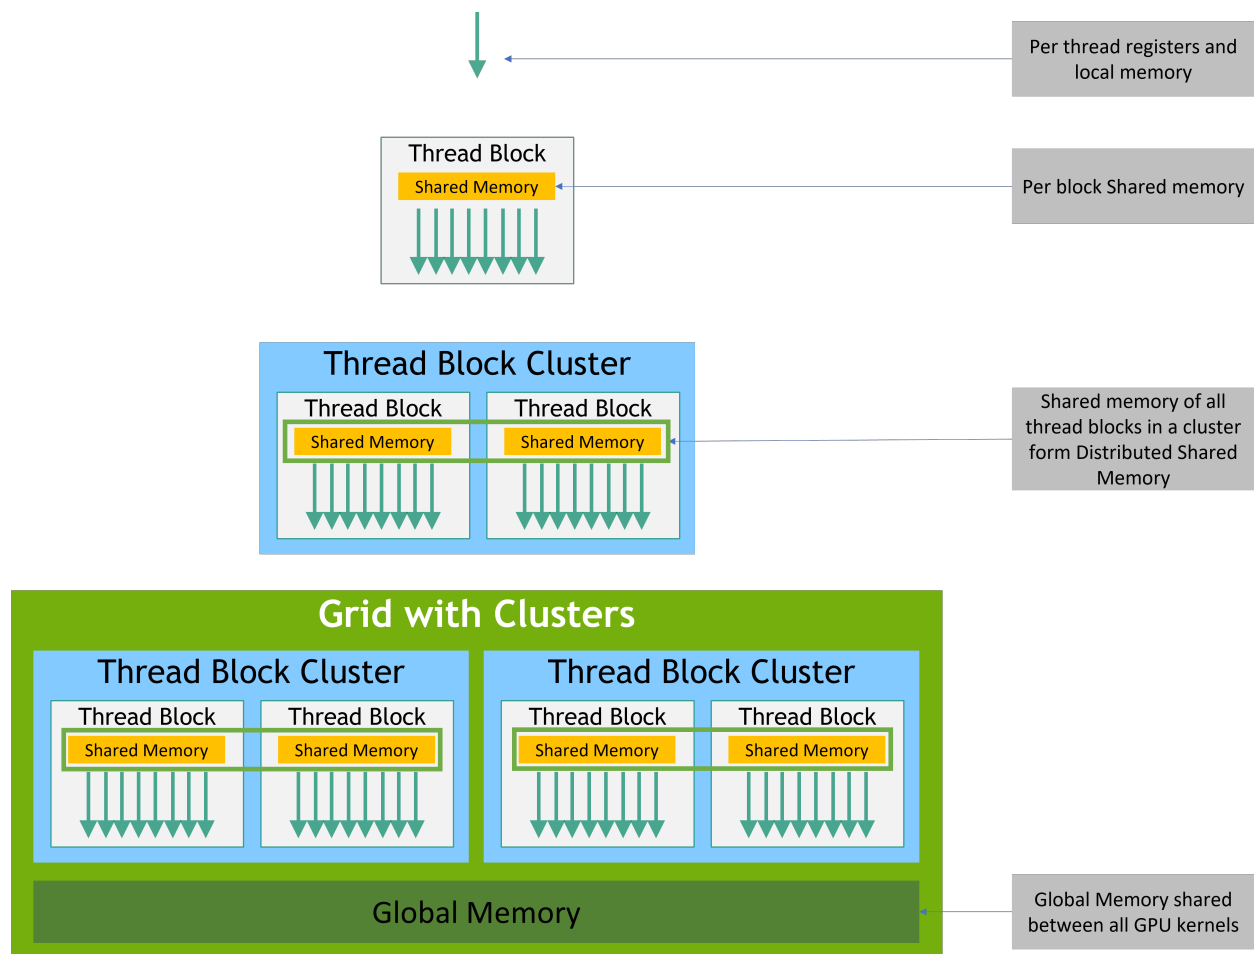 Per thread registers and
local memory
Thread Block
Shared Memory
Per block Shared memory
Thread Block Cluster
Thread Block
Thread Block
Shared Memory
Shared Memory
Shared memory of all
thread blocks in a cluster
form Distributed Shared
Memory
Grid with Clusters
Thread Block Cluster
Thread Block
Thread Block
Shared Memory
Shared Memory
Thread Block Cluster
Thread Block
Thread Block
Shared Memory
Shared Memory
Global Memory
Global Memory shared
between all GPU kernels